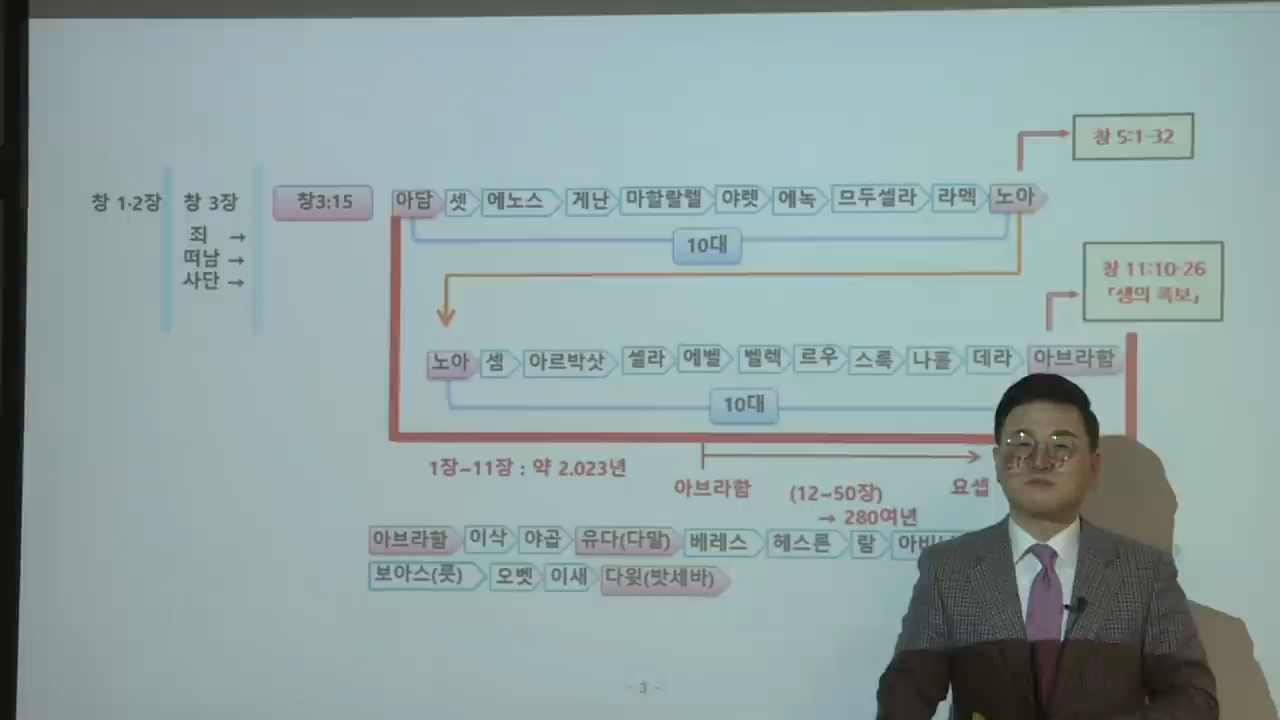 창 5:1-32
창 1·2장
창 3장
창3:15
아담 셋 에노스 게난 마할랄렐 야렛 에녹 므두셀라 라멕 노아
죄 →
떠남 →
사단 →
10대
창 11:10-26
「생의 족보」
노아 셈 아르박삿 셀라 에벨 벨렉 르우 스룩 나홀 데라 아브라함
10대
1장~11장 : 약 2.023년
아브라함
(12~50장)
요셉
→ 280여년
아브라함 이삭 야곱 유다(다말) 베레스 헤스론 람
보아스(룻) 오벳 이새 다윗(밧세바)
- 3 -